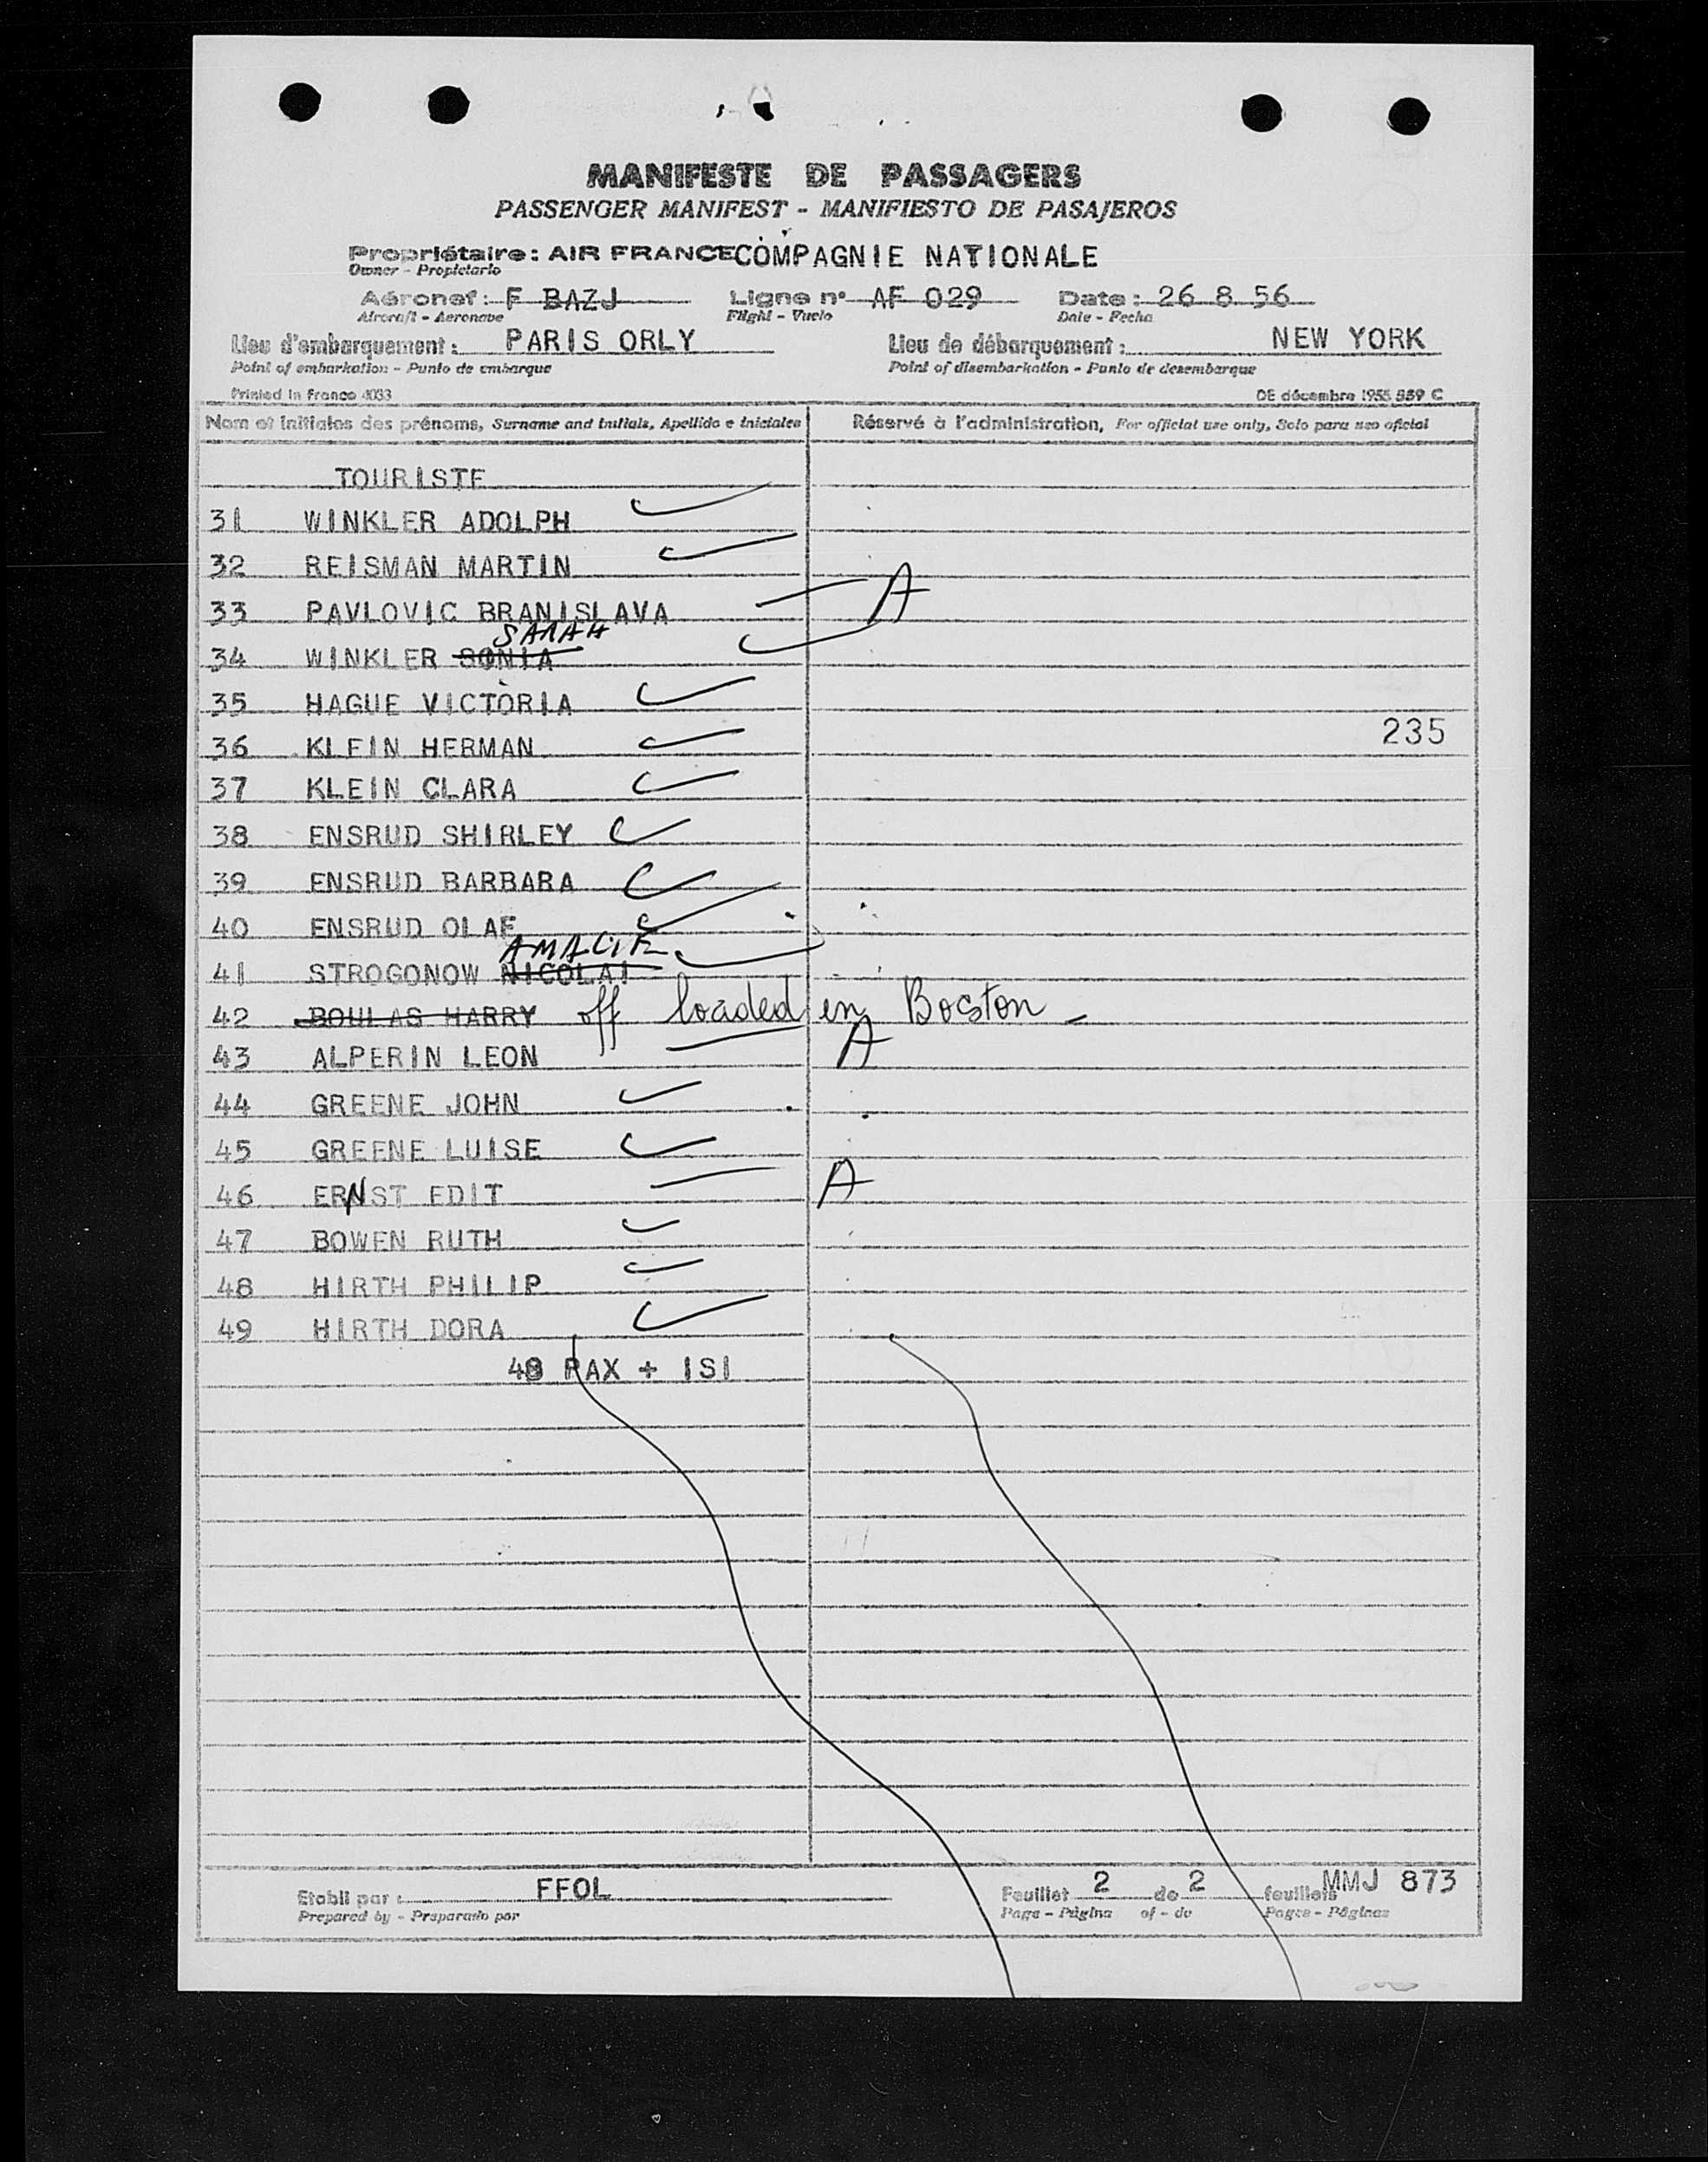 MANIFESTE DE PASSAGERS
PASSENGER MANIFEST - MANIFIESTO DE PASAJEROS
Propriétaire: AIR FRANCE COMPAGNIE NATIONALE
Owner - Propietario
Aéronef: F BAZJ Ligne n° AF 029 Date: 26 8 56
Aircraft - Aeronave Flight - Vuelo Date - Fecha
Lieu d'embarquement: PARIS ORLY Lieu de débarquement: NEW YORK
Point of embarkation - Punto de embarque Point of disembarkation - Punto de desembarque
Printed in France 4033 DE décembre 1955 859 C
Nom et initiales des prénoms, Surname and initials, Apellido e iniciales Réservé à l'administration, For official use only, Solo para uso oficial
TOURISTE
31 WINKLER ADOLPH
32 REISMAN MARTIN
33 PAVLOVIC BRANISLAVA A
SARAH
34 WINKLER SONIA
35 HAGUE VICTORIA
235
36 KLEIN HERMAN
37 KLEIN CLARA
38 ENSRUD SHIRLEY
39 ENSRUD BARBARA
40 ENSRUD OLAF
41 STROGONOW NICOLAI
42 BOULAS HARRY off loaded en Boston -
43 ALPERIN LEON A
44 GREENE JOHN
45 GREENE LUISE
46 ERNST EDIT A
47 BOWEN RUTH
48 HIRTH PHILIP
49 HIRTH DORA
48 PAX + ISI
Etabli par: FFOL Feuillet 2 de 2 feuillets MMJ 873
Prepared by - Preparado por Page - Página of - de Pages - Páginas